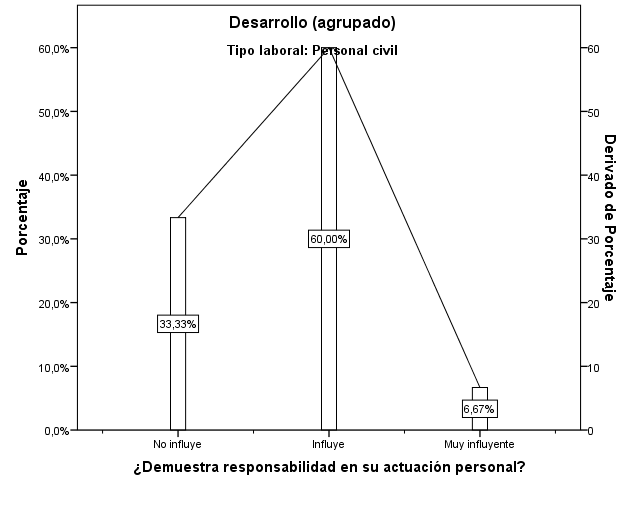 Desarrollo (agrupado)
Tipo laboral: Personal civil
Porcentaje
60,0%
50,0%
40,0%
30,0%
20,0%
10,0%
0,0%
60
50
40
30
20
10
0
Derivado de Porcentaje
33,33%
60,00%
6,67%
No influye
Influye
Muy influyente
¿Demuestra responsabilidad en su actuación personal?